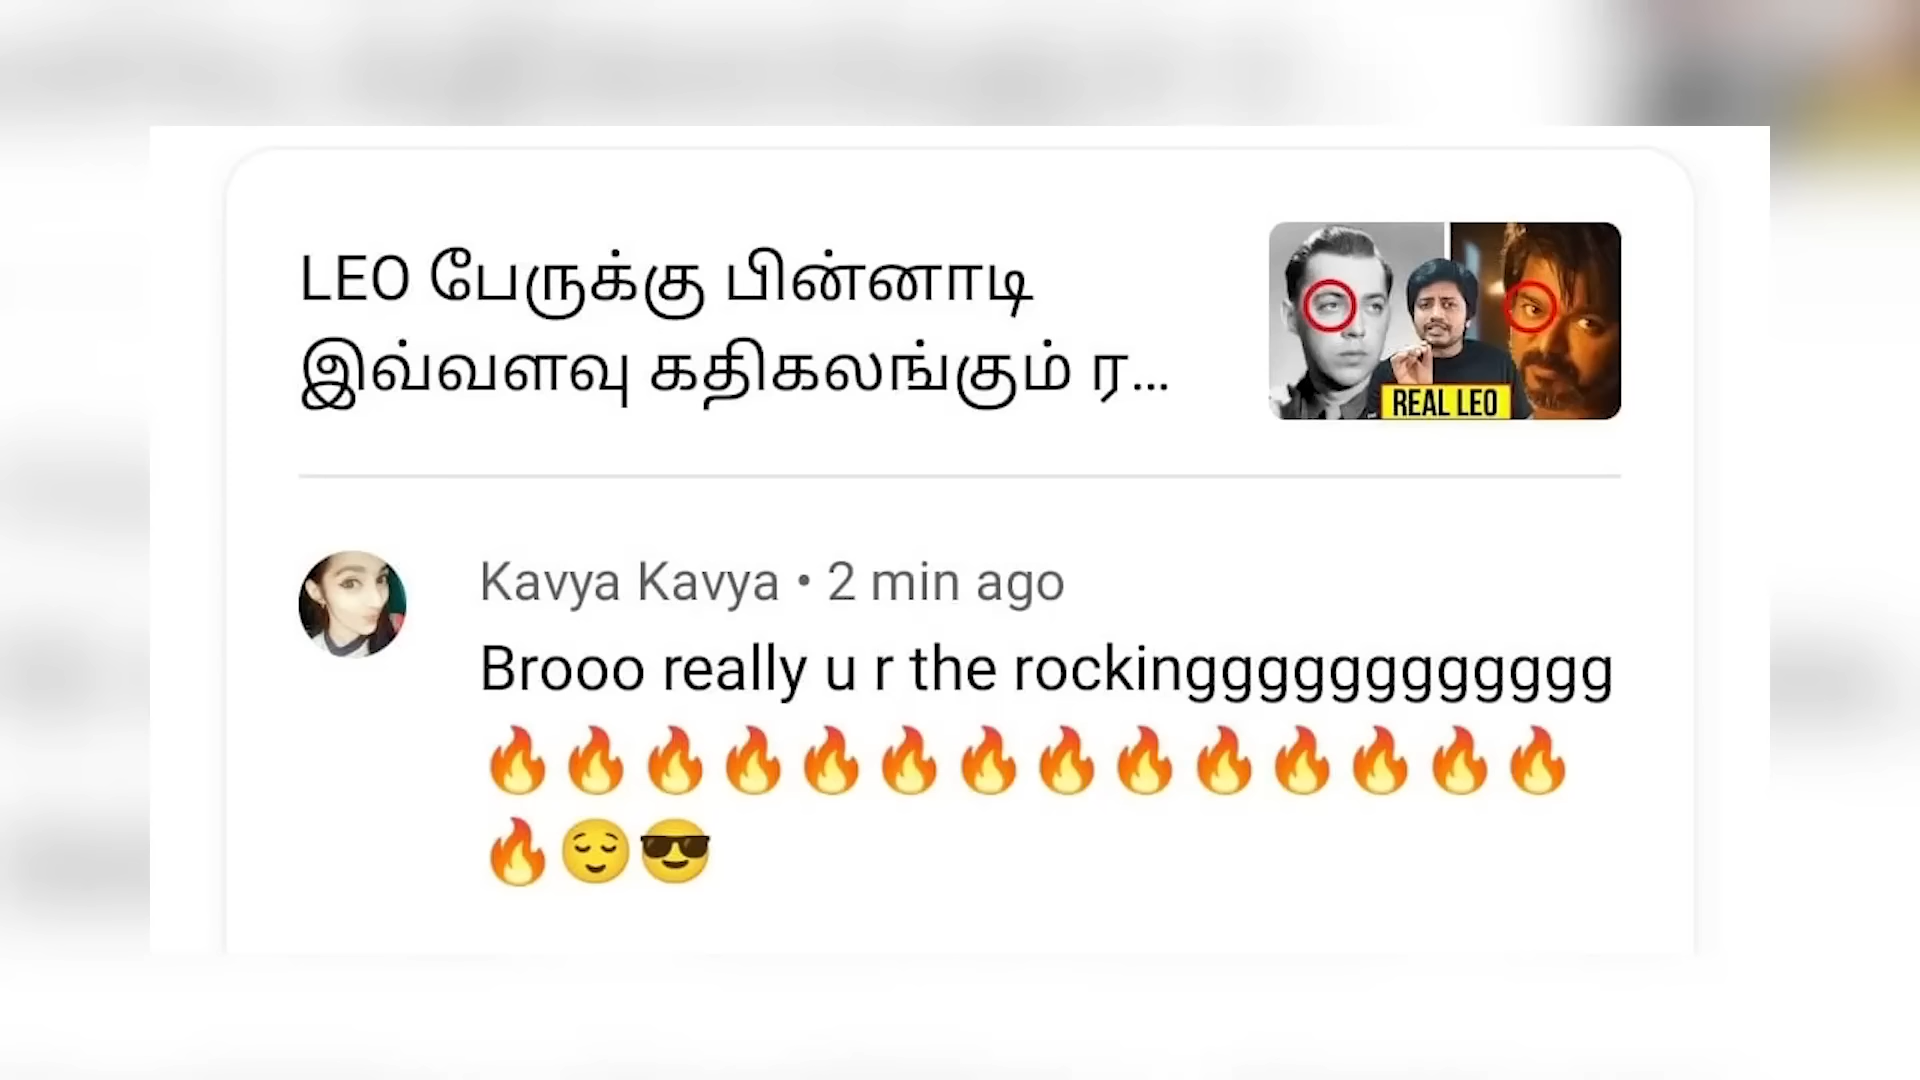 LEO பேருக்கு பின்னாடி
இவ்வளவு கதிகலங்கும் ர...
REAL LEO
Kavya Kavya • 2 min ago
Brooo really u r the rockingggggggggggg
🔥🔥🔥🔥🔥🔥🔥🔥🔥🔥🔥🔥🔥🔥
🔥😌😎